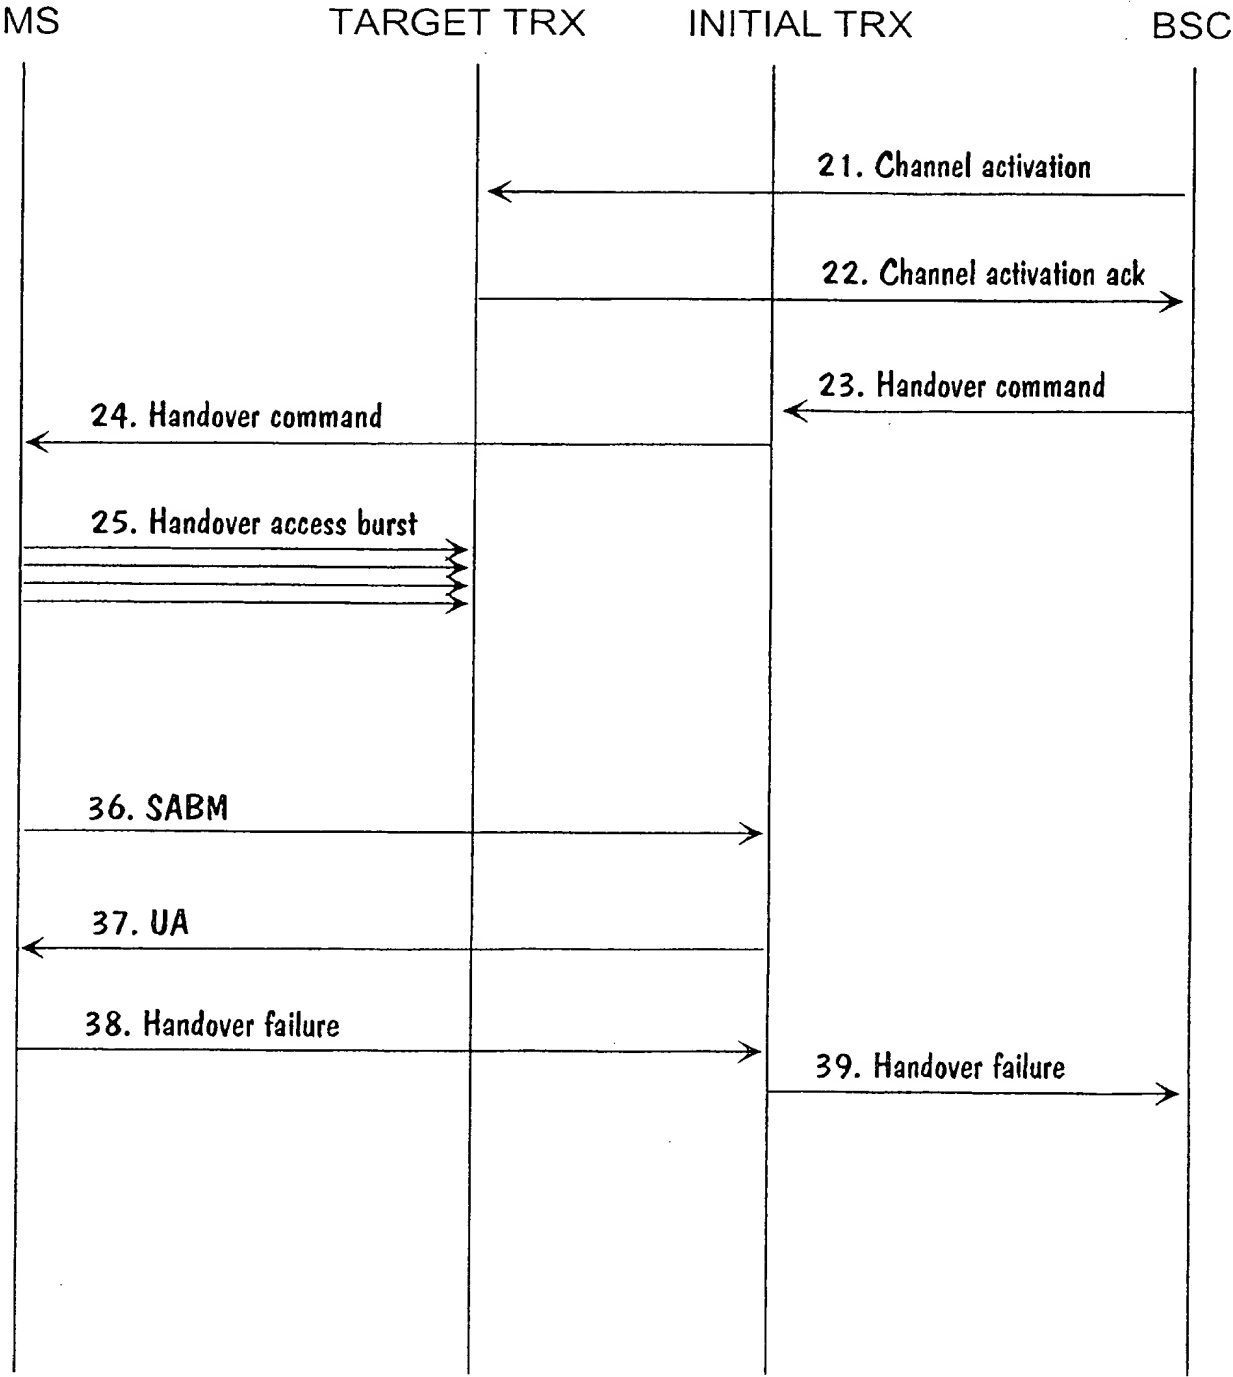 MS TARGET TRX INITIAL TRX BSC
21. Channel activation
22. Channel activation ack
23. Handover command
24. Handover command
25. Handover access burst
36. SABM
37. UA
38. Handover failure
39. Handover failure